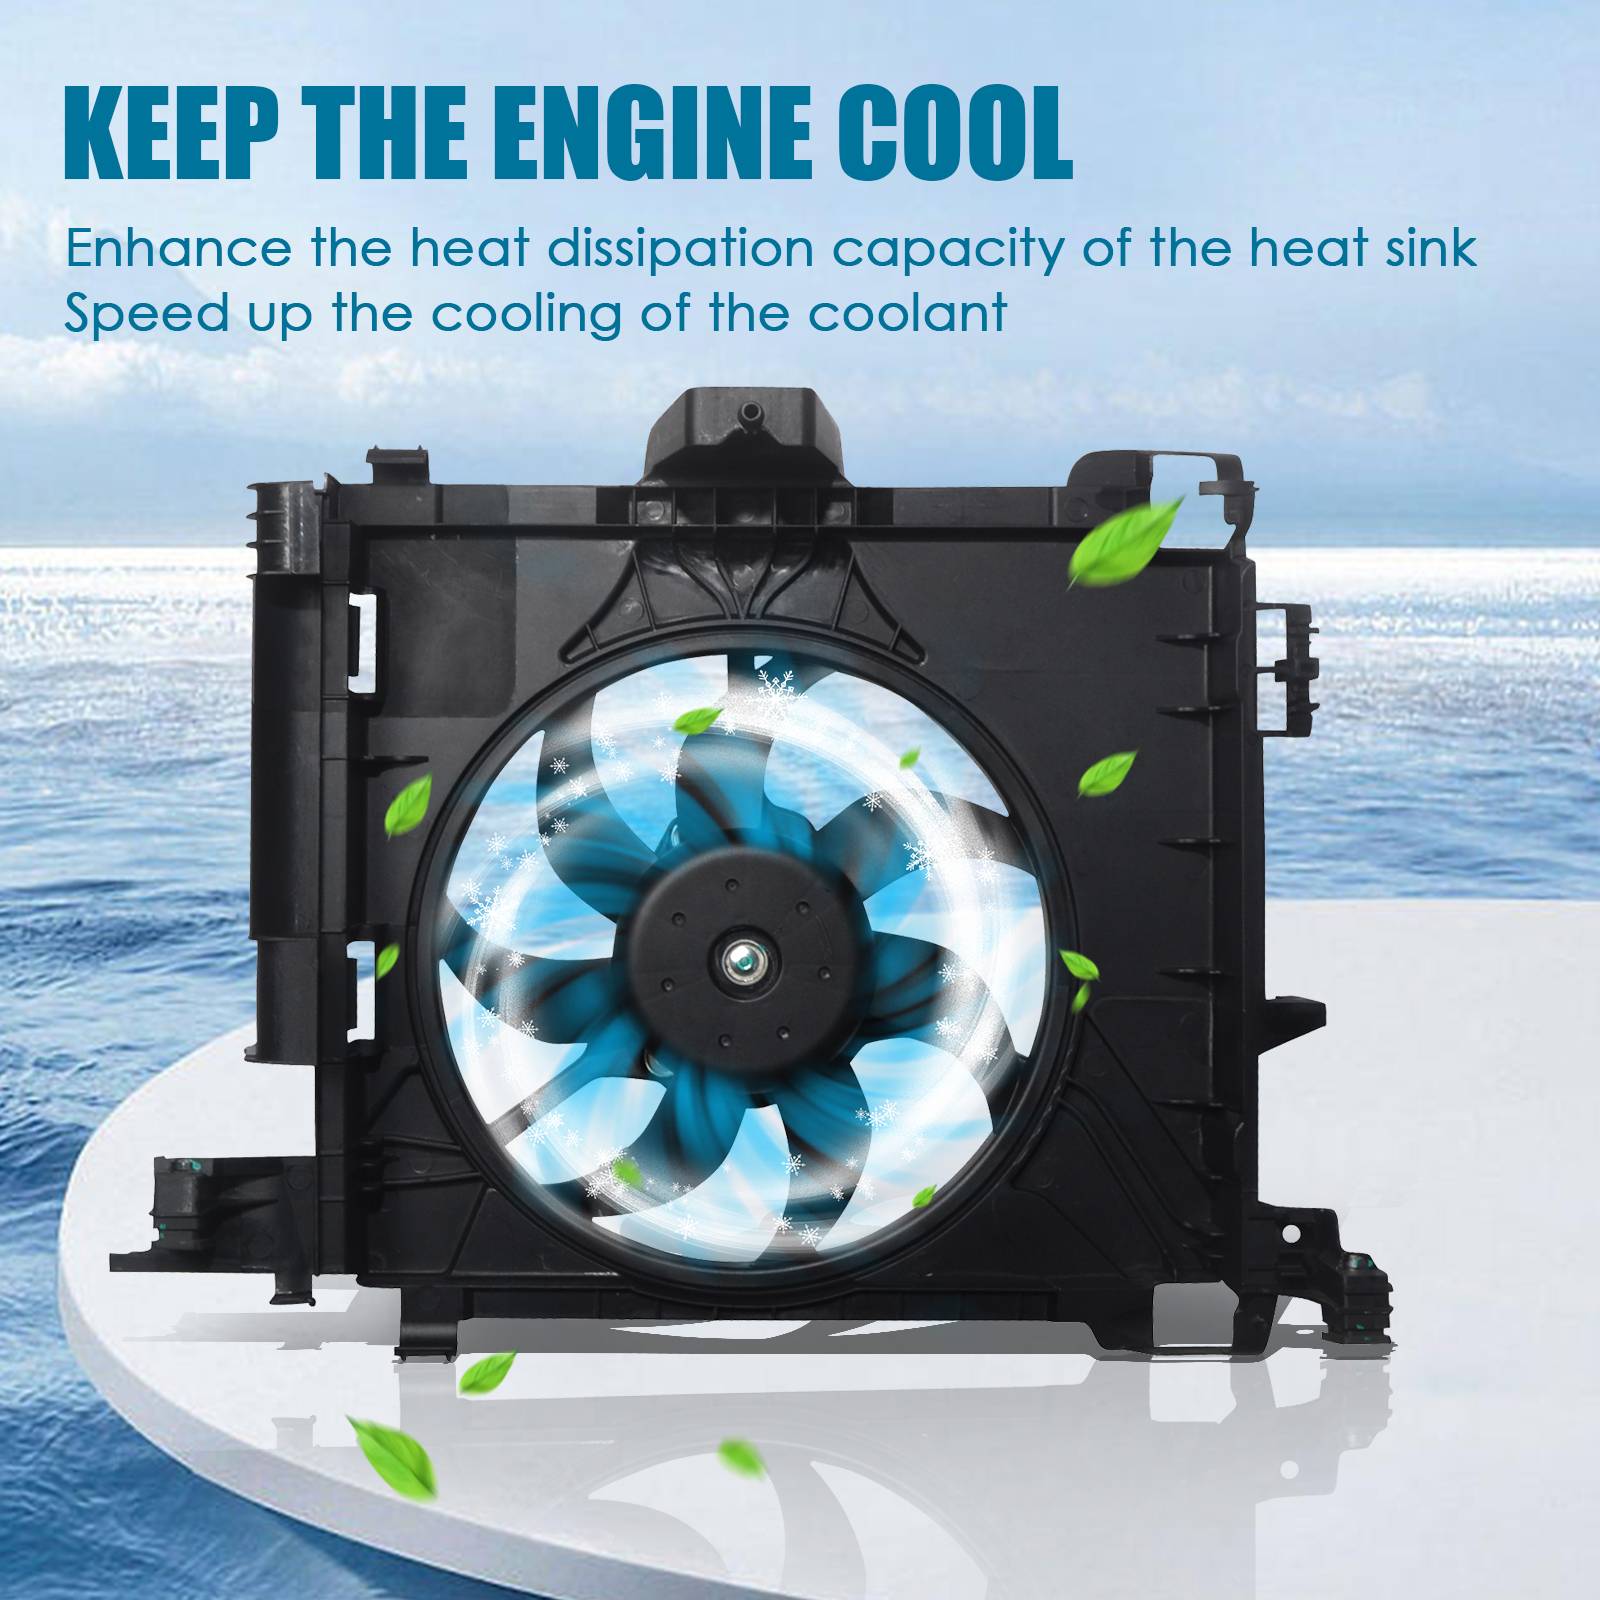 KEEP THE ENGINE COOL
Enhance the heat dissipation capacity of the heat sink
Speed up the cooling of the coolant